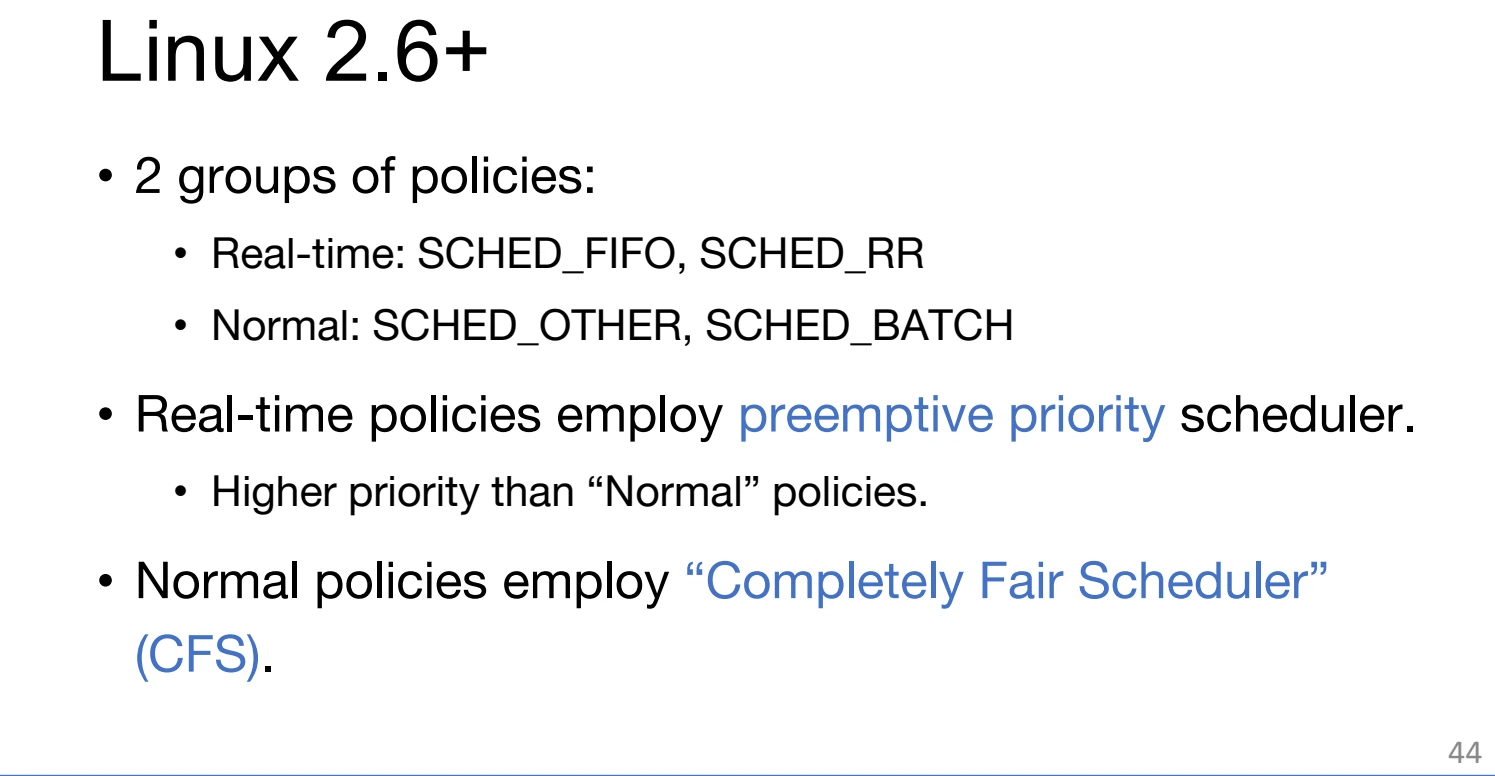 Linux 2.6+
• 2 groups of policies:
• Real-time: SCHED_FIFO, SCHED_RR
• Normal: SCHED_OTHER, SCHED_BATCH
• Real-time policies employ preemptive priority scheduler.
• Higher priority than “Normal” policies.
• Normal policies employ “Completely Fair Scheduler”
(CFS).
44